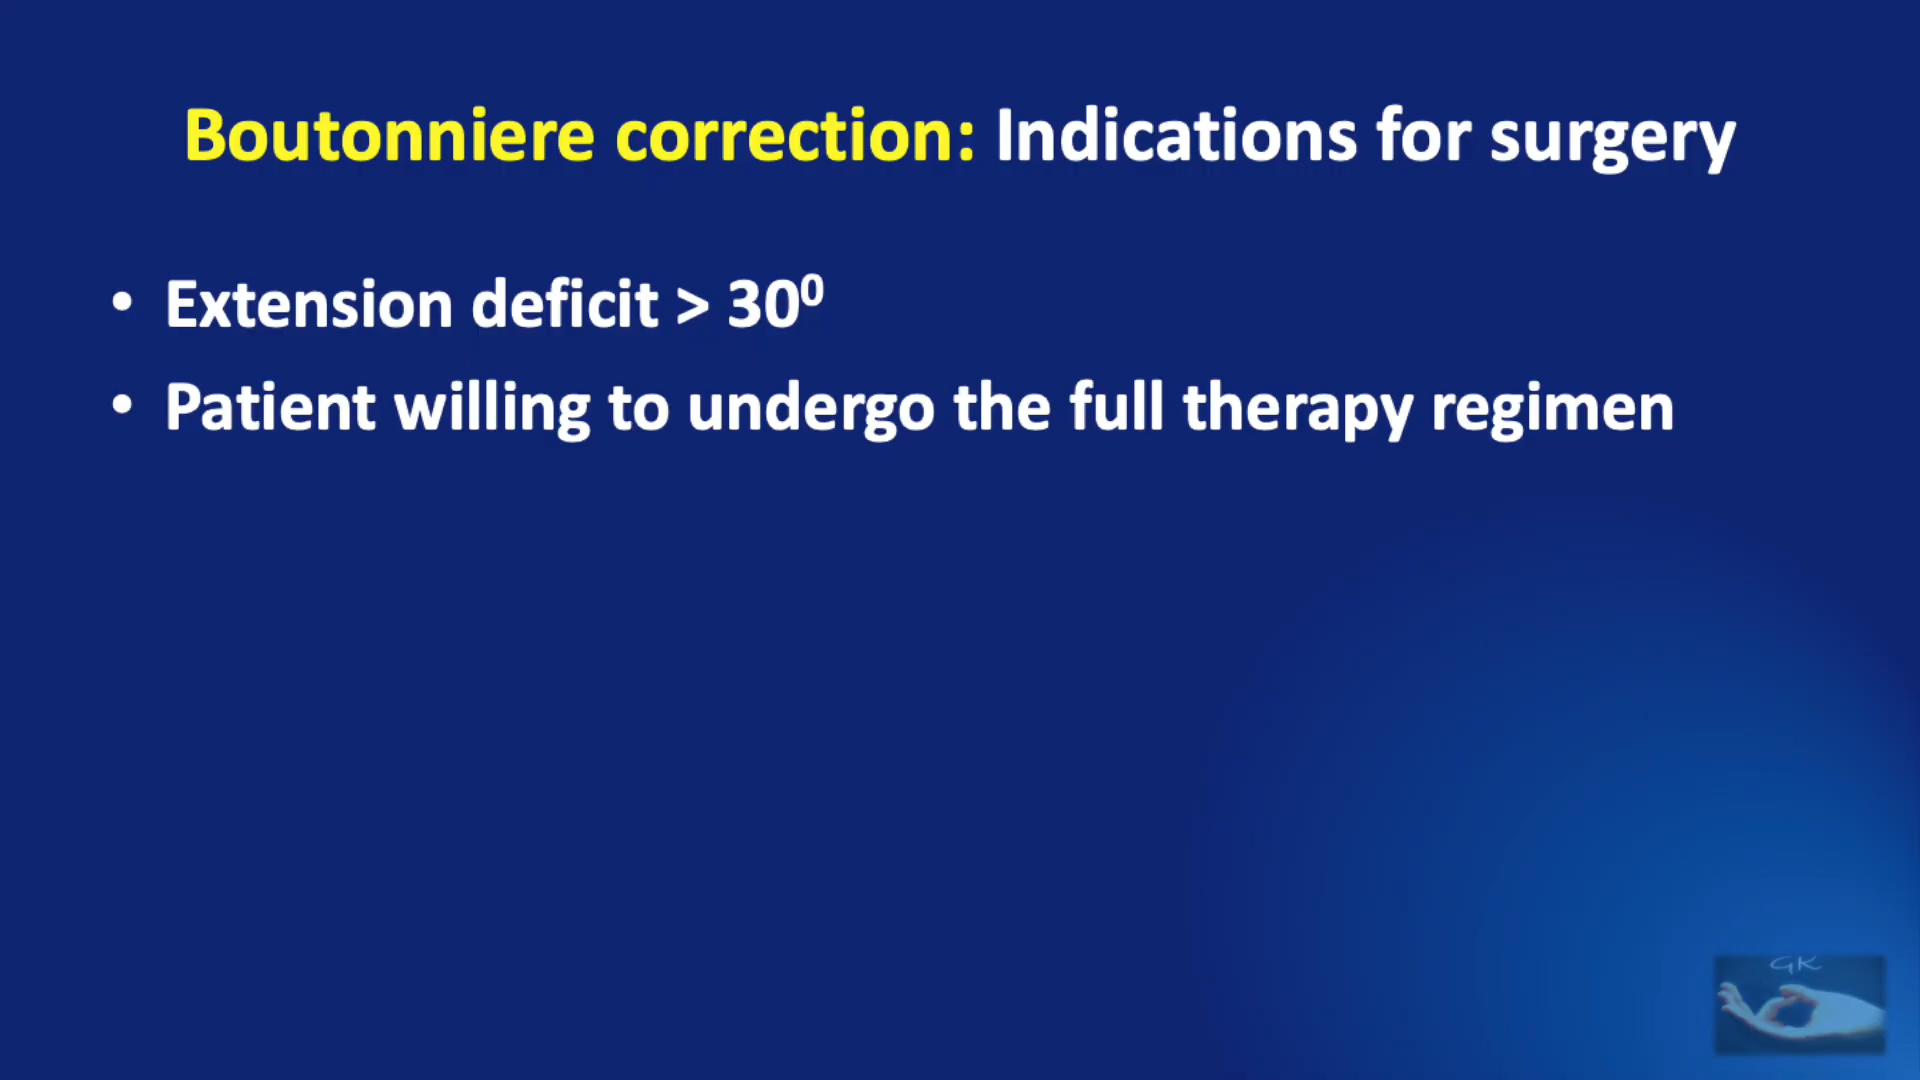 Boutonniere correction: Indications for surgery
• Extension deficit > 30⁰
• Patient willing to undergo the full therapy regimen
GK